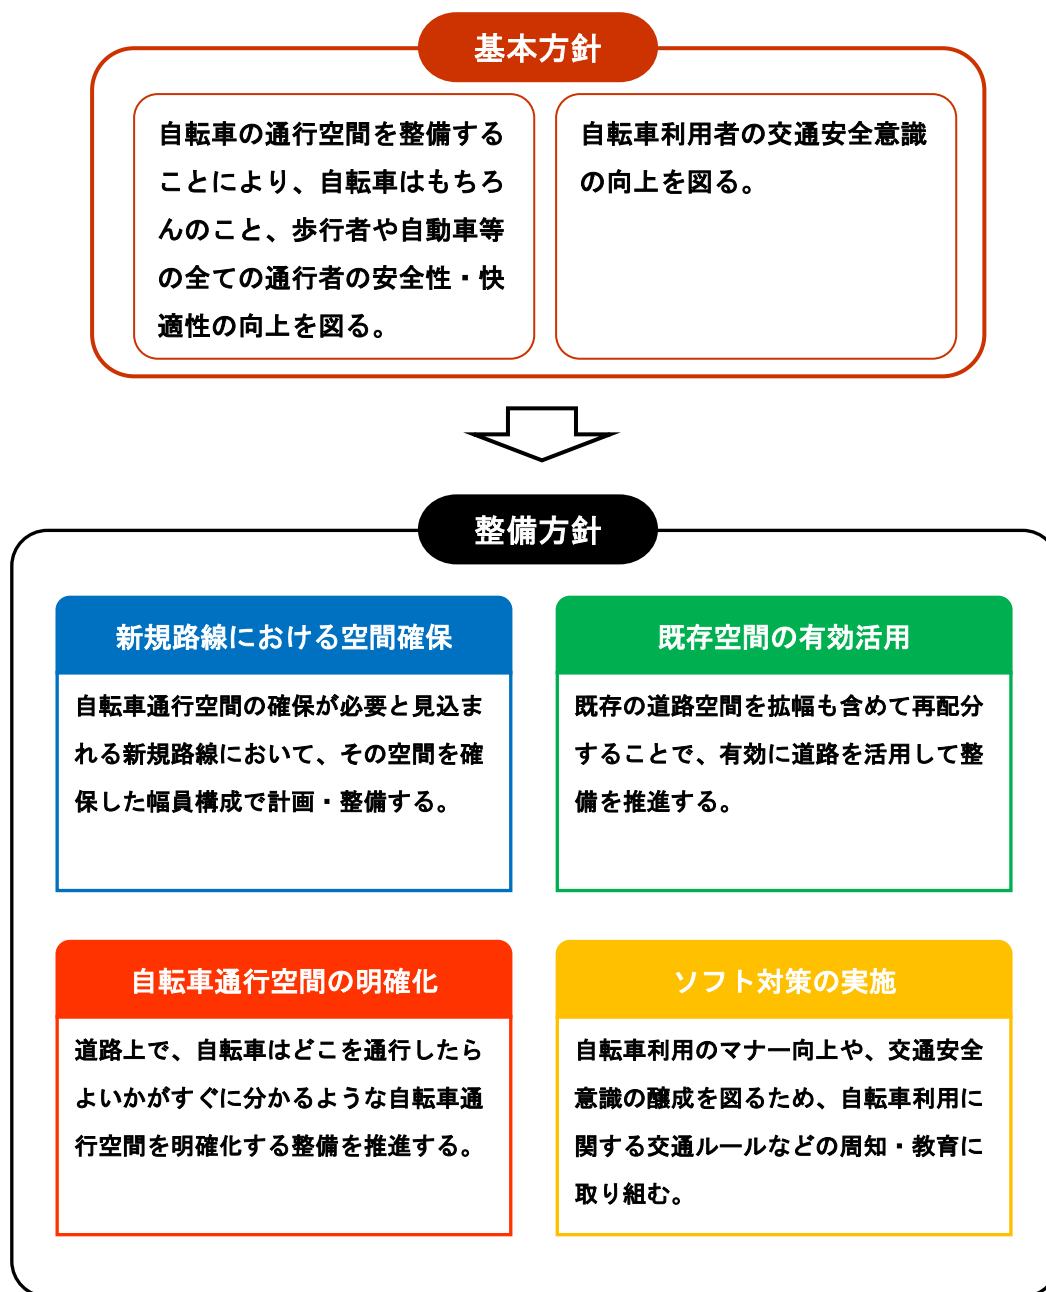 基本方針
自転車の通行空間を整備する
ことにより、自転車はもちろ
んのこと、歩行者や自動車等
の全ての通行者の安全性・快
適性の向上を図る。
自転車利用者の交通安全意識
の向上を図る。
整備方針
新規路線における空間確保
自転車通行空間の確保が必要と見込ま
れる新規路線において、その空間を確
保した幅員構成で計画・整備する。
既存空間の有効活用
既存の道路空間を拡幅も含めて再配分
することで、有効に道路を活用して整
備を推進する。
自転車通行空間の明確化
道路上で、自転車はどこを通行したら
よいかがすぐに分かるような自転車通
行空間を明確化する整備を推進する。
ソフト対策の実施
自転車利用のマナー向上や、交通安全
意識の醸成を図るため、自転車利用に
関する交通ルールなどの周知・教育に
取り組む。